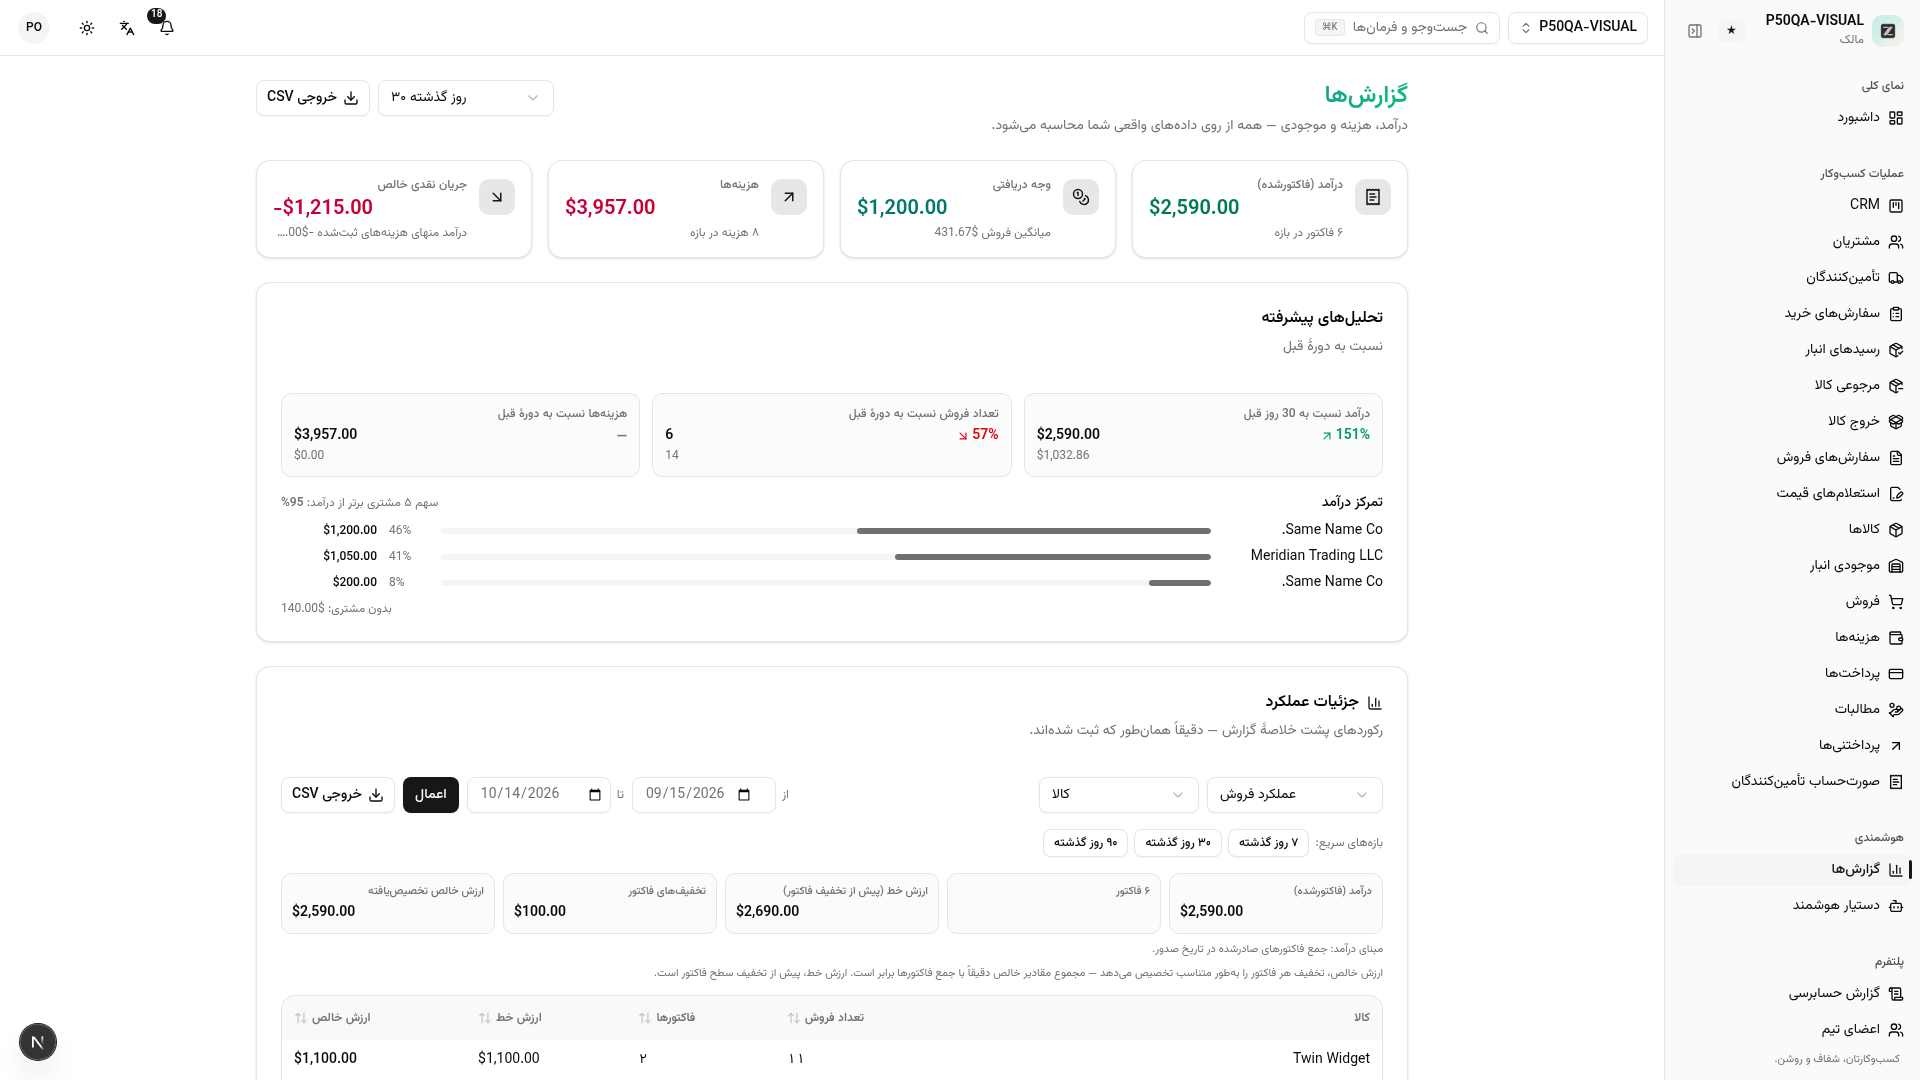 P50QA-VISUAL
مالک
نمای کلی
داشبورد
عملیات کسب‌وکار
CRM
مشتریان
تأمین‌کنندگان
سفارش‌های خرید
رسیدهای انبار
مرجوعی کالا
خروج کالا
سفارش‌های فروش
استعلام‌های قیمت
کالاها
موجودی انبار
فروش
هزینه‌ها
پرداخت‌ها
مطالبات
پرداختنی‌ها
صورت‌حساب تأمین‌کنندگان
هوشمندی
گزارش‌ها
دستیار هوشمند
پلتفرم
گزارش حسابرسی
اعضای تیم
کسب‌وکارتان، شفاف و روشن.
P50QA-VISUAL
جست‌وجو و فرمان‌ها ⌘K
18
PO
گزارش‌ها
درآمد، هزینه و موجودی — همه از روی داده‌های واقعی شما محاسبه می‌شود.
۳۰ روز گذشته
خروجی CSV
درآمد (فاکتورشده)
$2,590.00
۶ فاکتور در بازه
وجه دریافتی
$1,200.00
میانگین فروش $431.67
هزینه‌ها
$3,957.00
۸ هزینه در بازه
جریان نقدی خالص
-$1,215.00
درآمد منهای هزینه‌های ثبت‌شده -$00....
تحلیل‌های پیشرفته
نسبت به دورهٔ قبل
درآمد نسبت به 30 روز قبل
$2,590.00 151%
$1,032.86
تعداد فروش نسبت به دورهٔ قبل
6 57%
14
هزینه‌ها نسبت به دورهٔ قبل
$3,957.00 —
$0.00
تمرکز درآمد
سهم ۵ مشتری برتر از درآمد: 95%
Same Name Co. 46% $1,200.00
Meridian Trading LLC 41% $1,050.00
Same Name Co. 8% $200.00
بدون مشتری: $140.00
جزئیات عملکرد
رکوردهای پشت خلاصهٔ گزارش — دقیقاً همان‌طور که ثبت شده‌اند.
عملکرد فروش
کالا
از 09/15/2026 تا 10/14/2026
اعمال
خروجی CSV
بازه‌های سریع: ۷ روز گذشته ۳۰ روز گذشته ۹۰ روز گذشته
درآمد (فاکتورشده)
$2,590.00
۶ فاکتور
ارزش خط (پیش از تخفیف فاکتور)
$2,690.00
تخفیف‌های فاکتور
$100.00
ارزش خالص تخصیص‌یافته
$2,590.00
مبنای درآمد: جمع فاکتورهای صادرشده در تاریخ صدور.
ارزش خالص، تخفیف هر فاکتور را به‌طور متناسب تخصیص می‌دهد — مجموع مقادیر خالص دقیقاً با جمع فاکتورها برابر است. ارزش خط، پیش از تخفیف سطح فاکتور است.
کالا تعداد فروش فاکتورها ارزش خط ارزش خالص
Twin Widget ۱۱ ۲ $1,100.00 $1,100.00